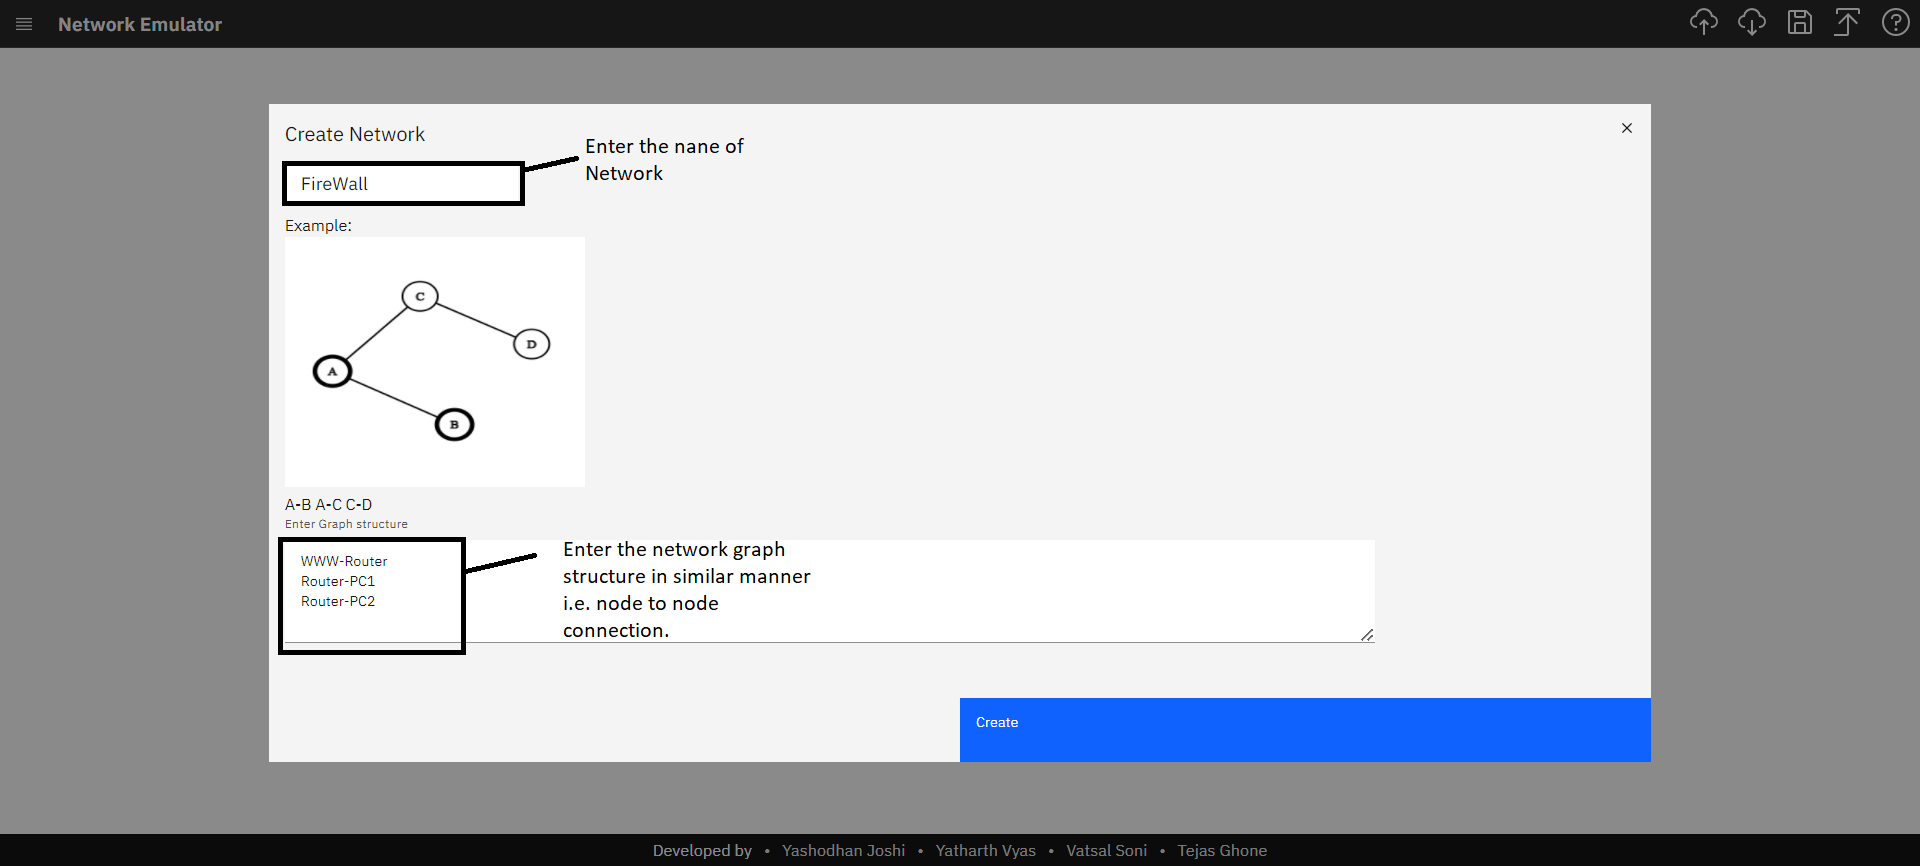 Network Emulator
Create Network
Enter the nane of
Network
FireWall
Example:
C
D
A
B
A-B A-C C-D
Enter Graph structure
WWW-Router
Router-PC1
Router-PC2
Enter the network graph
structure in similar manner
i.e. node to node
connection.
Create
Developed by • Yashodhan Joshi • Yatharth Vyas • Vatsal Soni • Tejas Ghone